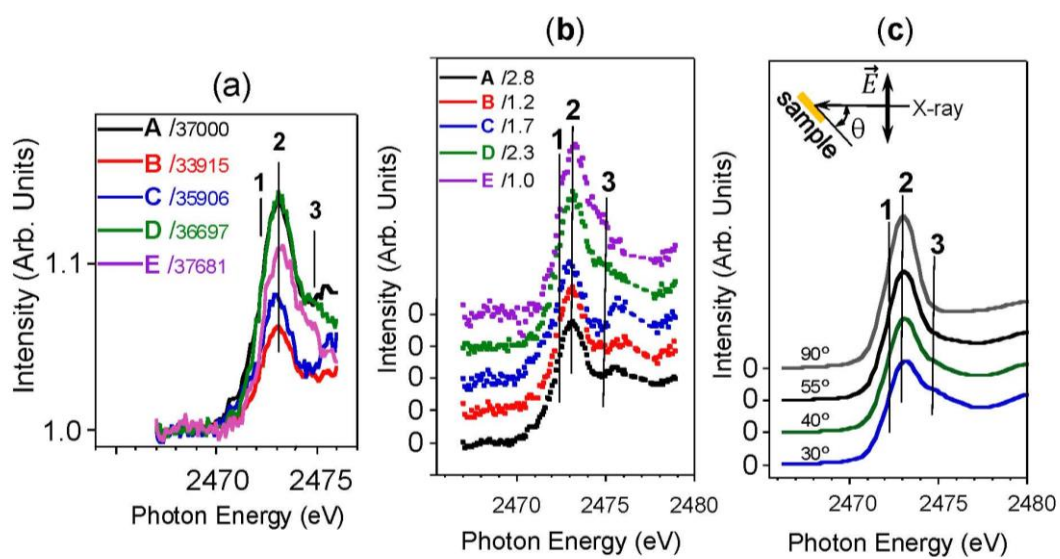 (a)
A /37000
B /33915
C /35906
D /36697
E /37681
1
2
3
Intensity (Arb. Units)
1.1
1.0
2470
2475
Photon Energy (eV)
(b)
A /2.8
B /1.2
C /1.7
D /2.3
E /1.0
1
2
3
Intensity (Arb. Units)
0
0
0
0
0
2470
2475
2480
Photon Energy (eV)
(c)
E
X-ray
sample
θ
1
2
3
Intensity (Arb. Units)
0
90°
0
55°
0
40°
0
30°
2470
2475
2480
Photon Energy (eV)